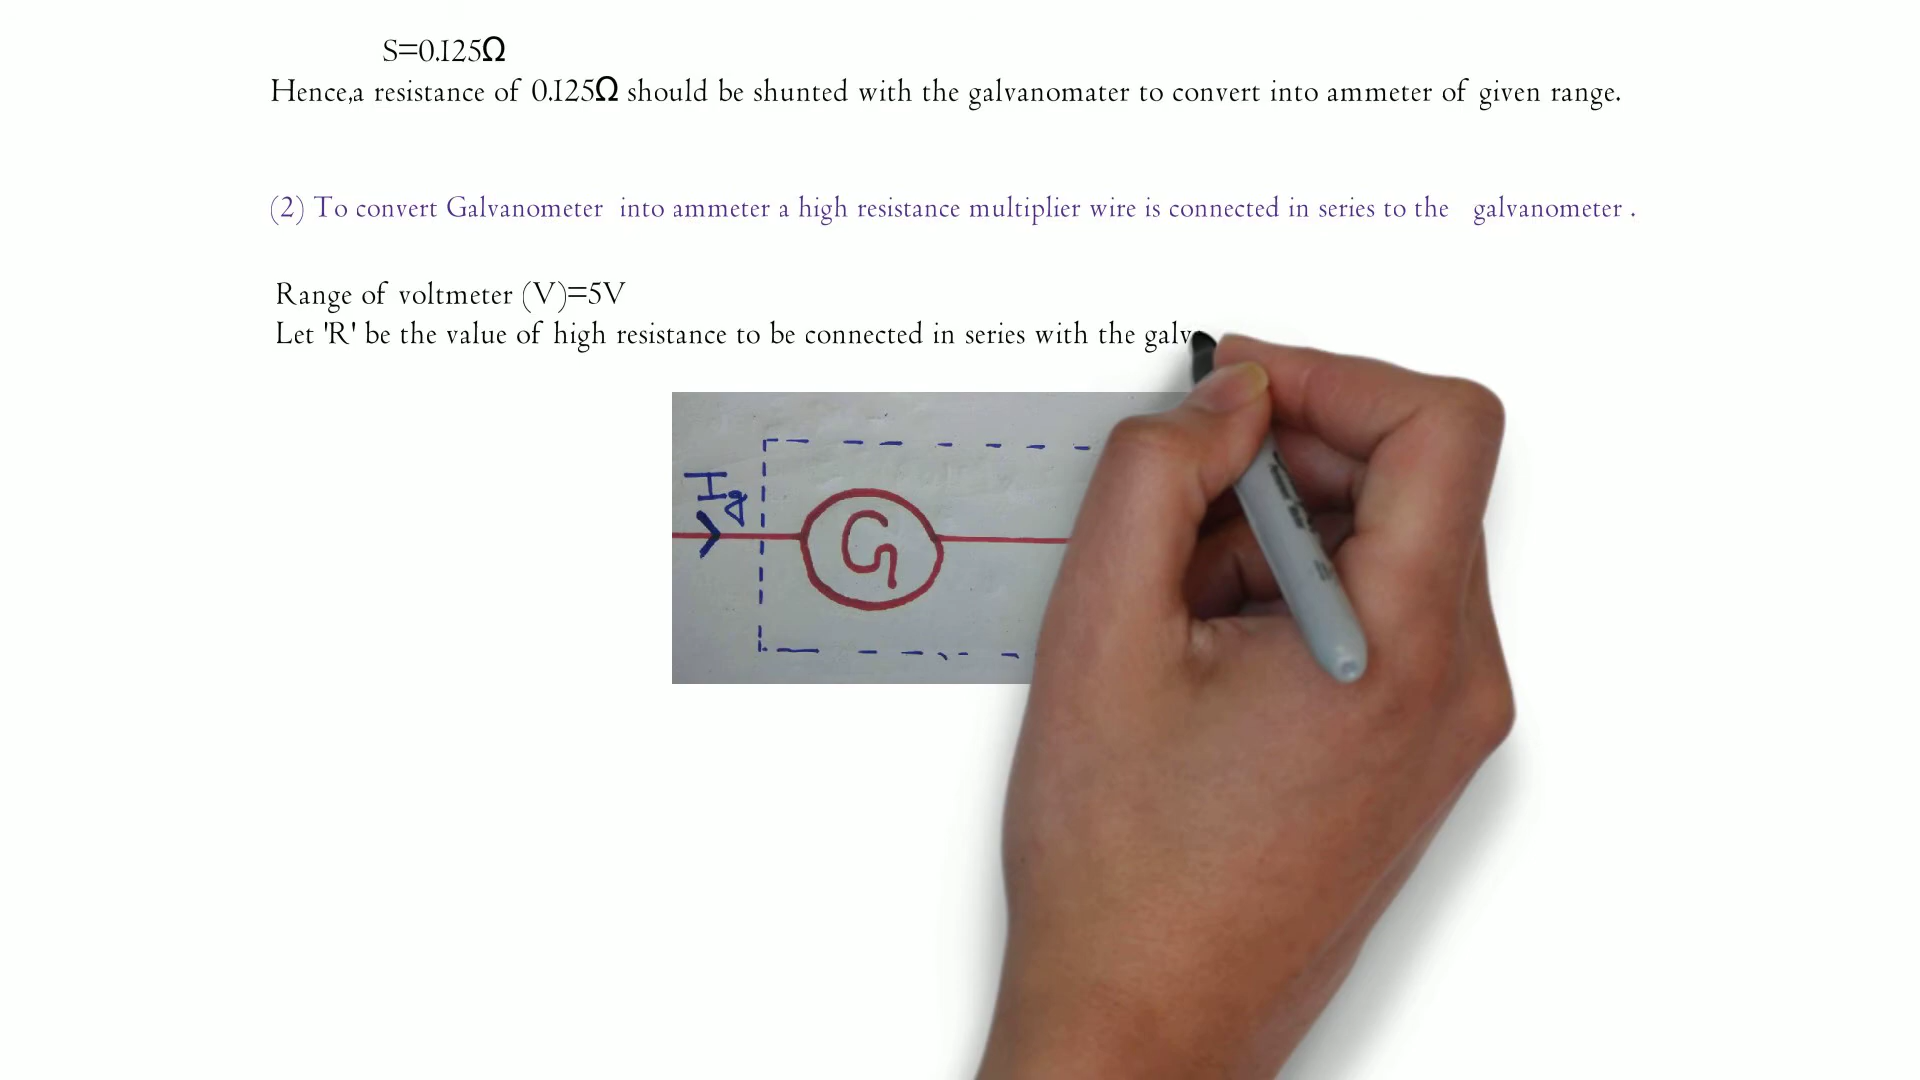 S=0.125Ω
Hence,a resistance of 0.125Ω should be shunted with the galvanomater to convert into ammeter of given range.
(2) To convert Galvanometer into ammeter a high resistance multiplier wire is connected in series to the galvanometer .
Range of voltmeter (V)=5V
Let 'R' be the value of high resistance to be connected in series with the galv
Ig
G